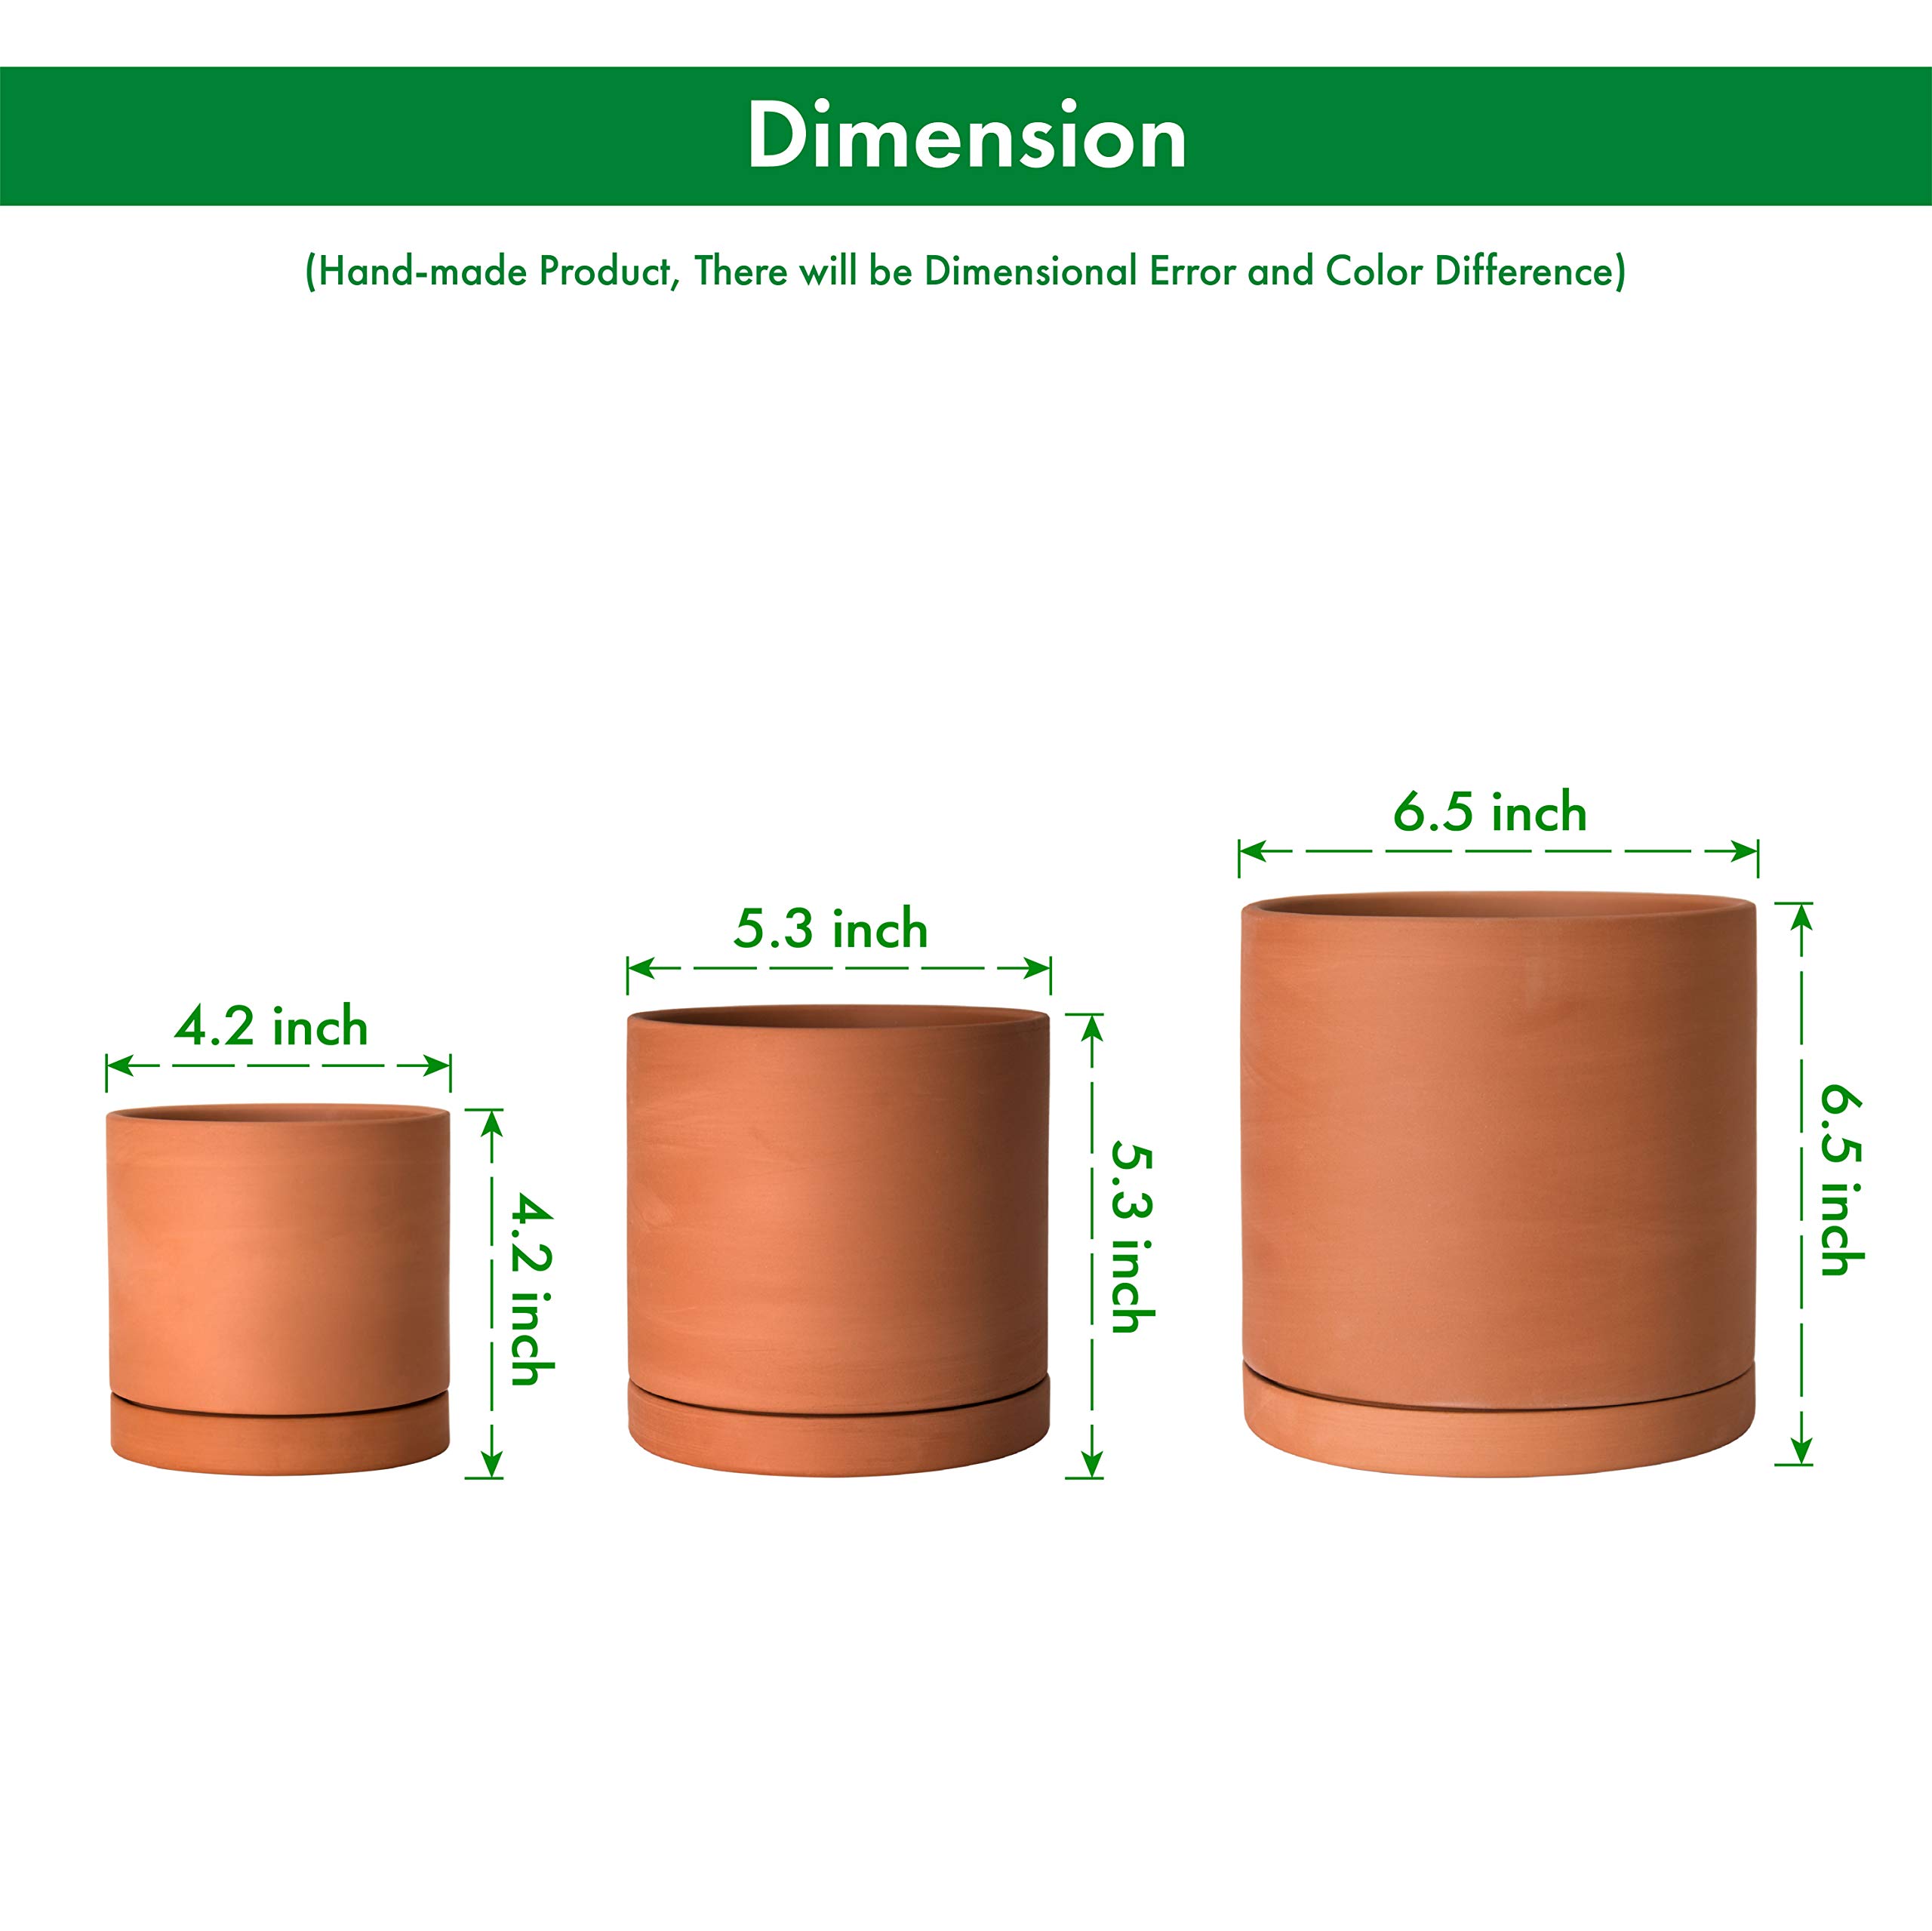 Dimension
(Hand-made Product, There will be Dimensional Error and Color Difference)
4.2 inch
4.2 inch
5.3 inch
5.3 inch
6.5 inch
6.5 inch